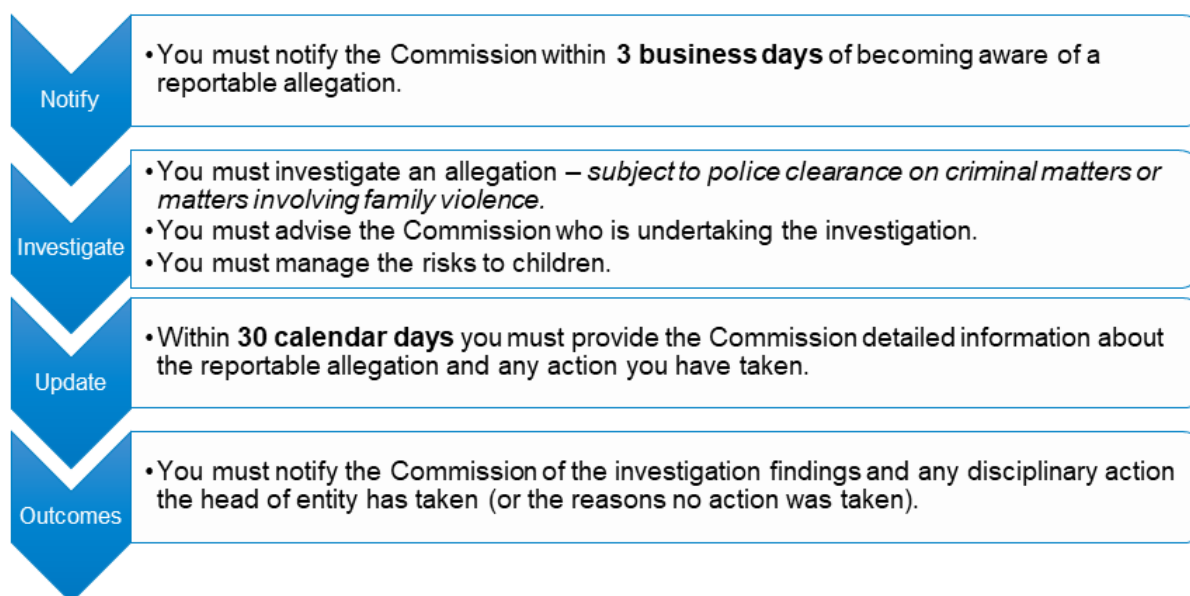 Notify
•You must notify the Commission within 3 business days of becoming aware of a
reportable allegation.
Investigate
•You must investigate an allegation – subject to police clearance on criminal matters or
matters involving family violence.
•You must advise the Commission who is undertaking the investigation.
•You must manage the risks to children.
Update
•Within 30 calendar days you must provide the Commission detailed information about
the reportable allegation and any action you have taken.
Outcomes
•You must notify the Commission of the investigation findings and any disciplinary action
the head of entity has taken (or the reasons no action was taken).